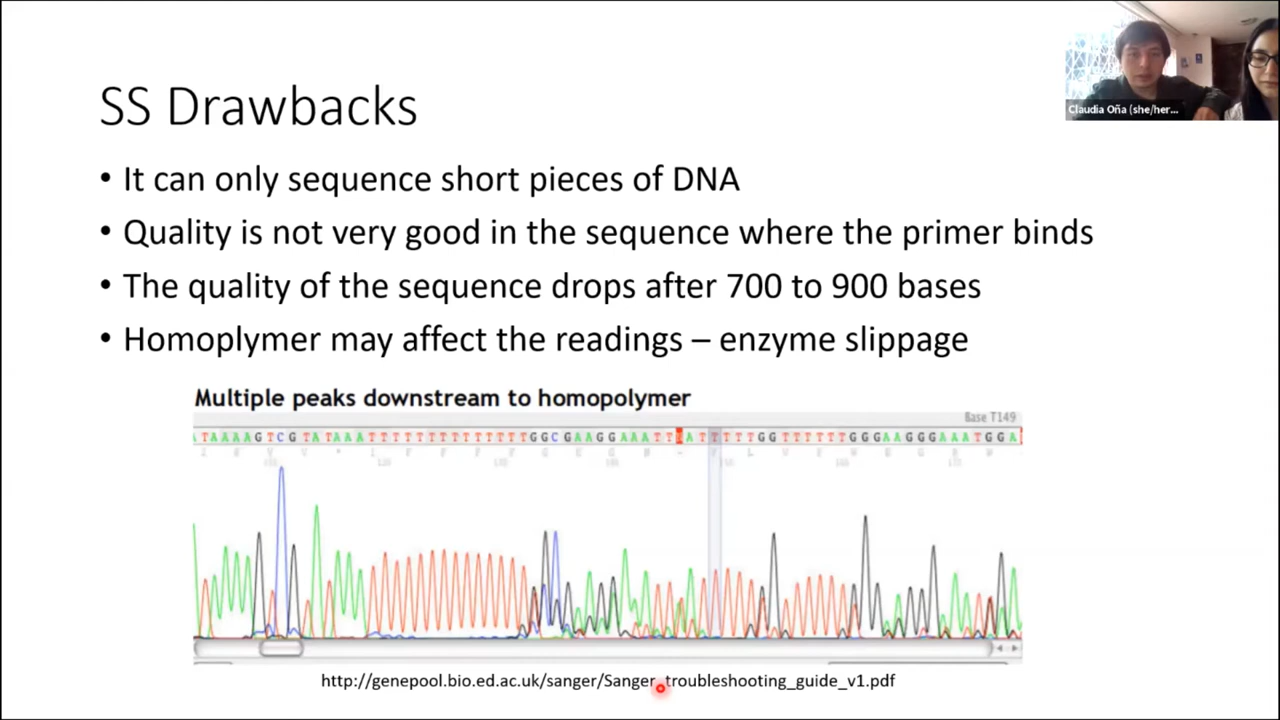 Claudia Oña (she/her...
SS Drawbacks
• It can only sequence short pieces of DNA
• Quality is not very good in the sequence where the primer binds
• The quality of the sequence drops after 700 to 900 bases
• Homoplymer may affect the readings – enzyme slippage
Multiple peaks downstream to homopolymer
Base T149
http://genepool.bio.ed.ac.uk/sanger/Sanger_troubleshooting_guide_v1.pdf